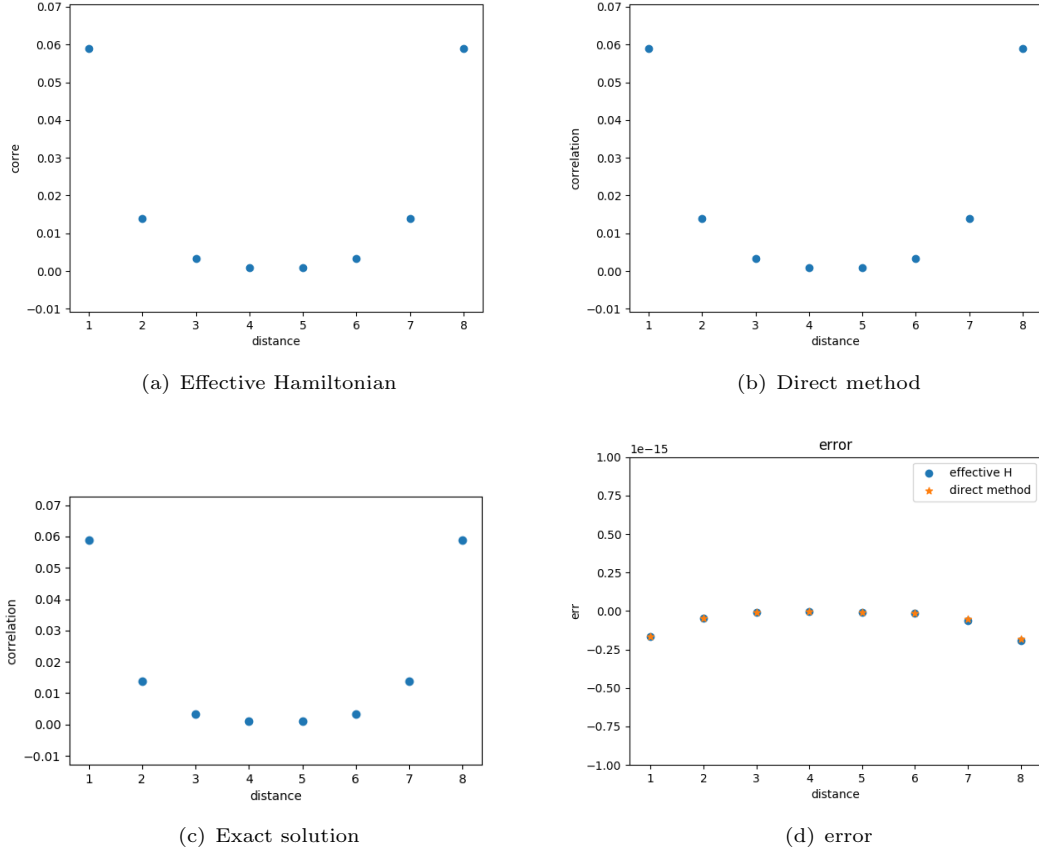 0.07
0.06
0.05
0.04
0.03
0.02
0.01
0.00
−0.01
corre
1 2 3 4 5 6 7 8
distance
(a) Effective Hamiltonian
0.07
0.06
0.05
0.04
0.03
0.02
0.01
0.00
−0.01
correlation
1 2 3 4 5 6 7 8
distance
(b) Direct method
0.07
0.06
0.05
0.04
0.03
0.02
0.01
0.00
−0.01
correlation
1 2 3 4 5 6 7 8
distance
(c) Exact solution
error
1e−15
1.00
0.75
0.50
0.25
0.00
−0.25
−0.50
−0.75
−1.00
err
effective H
direct method
1 2 3 4 5 6 7 8
distance
(d) error